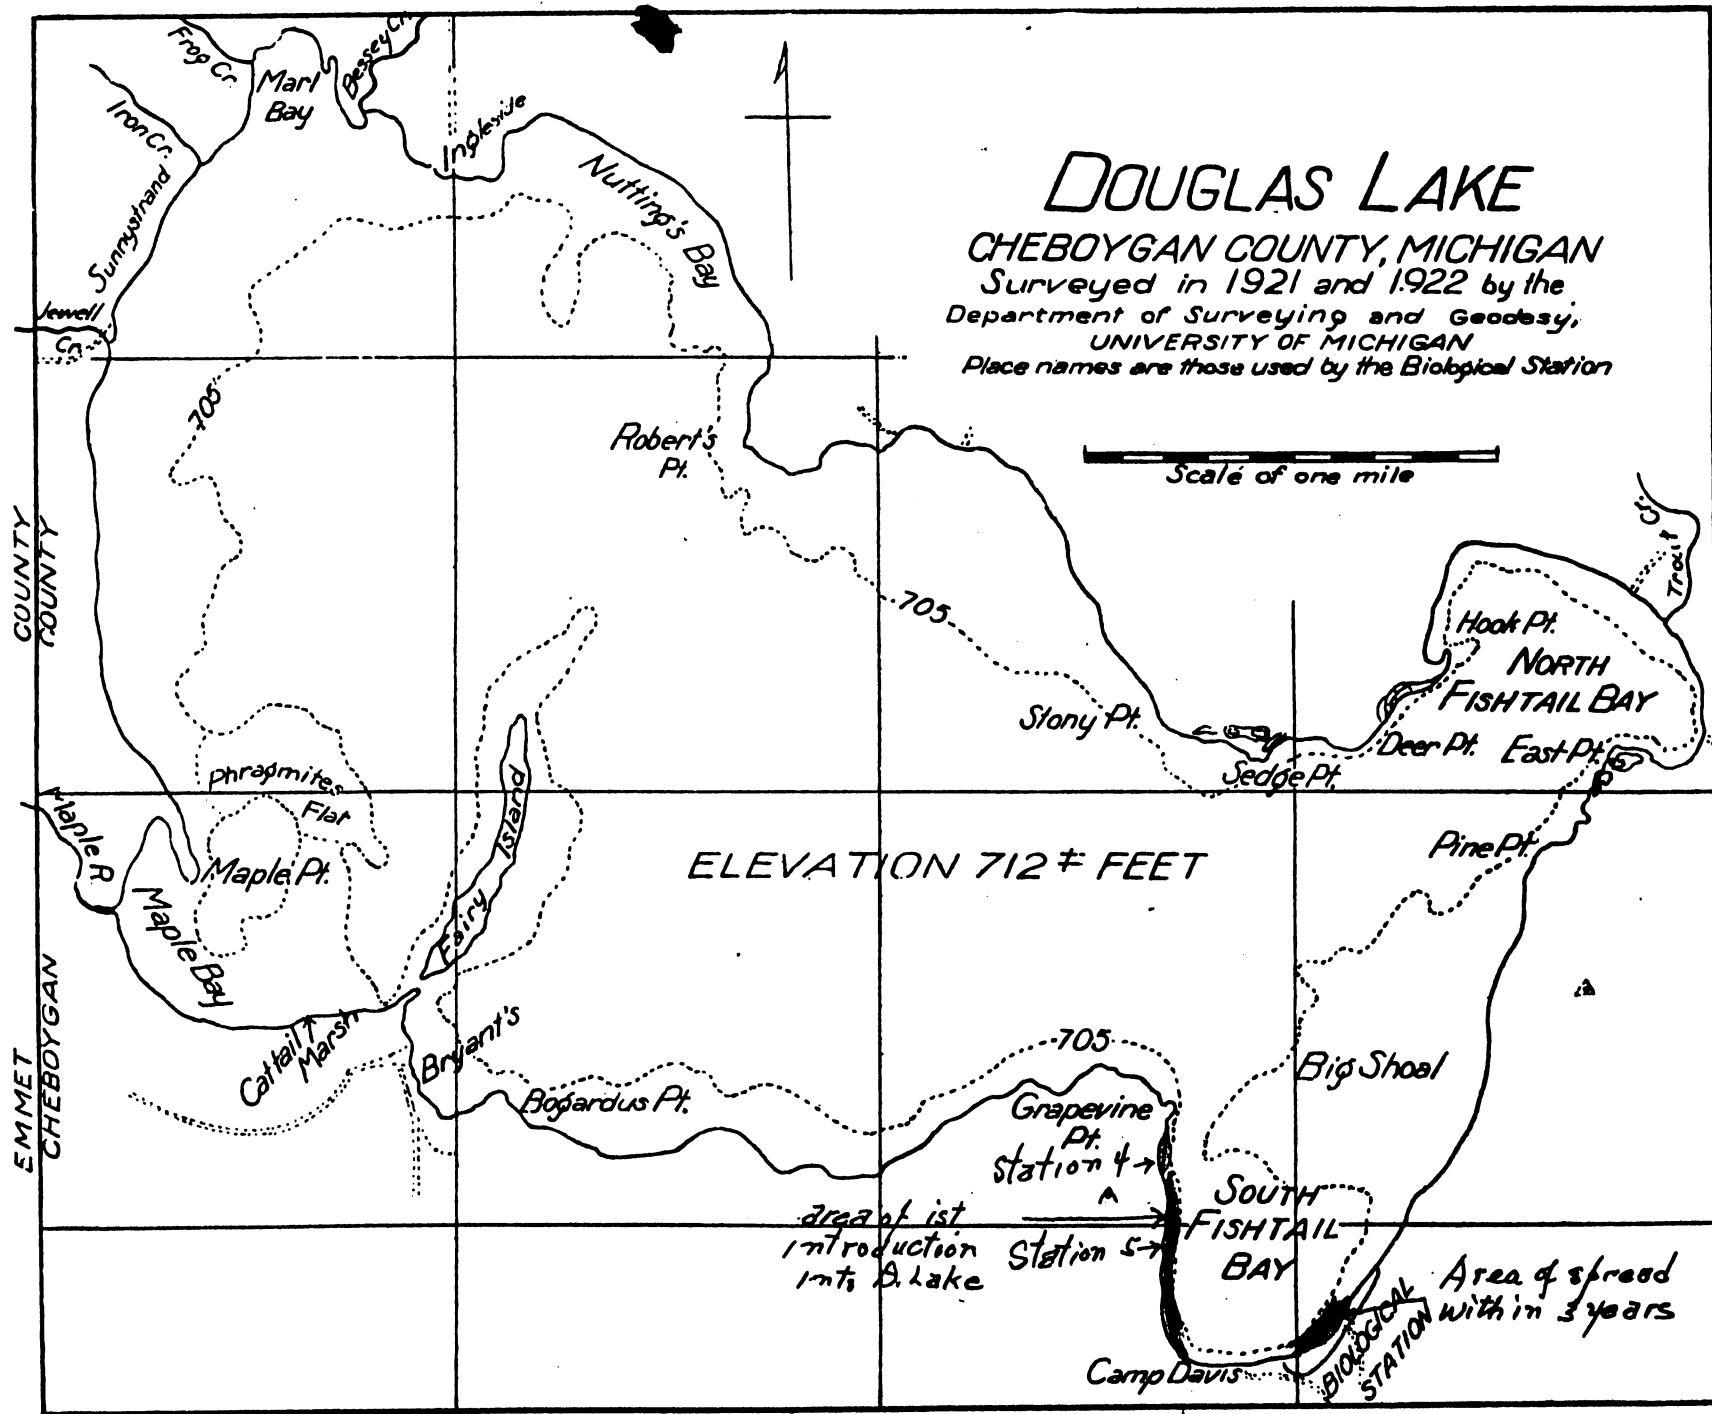 Frog Cr.
Marl
Bay
Bessey Cr.
Iron Cr.
Ingleside
Sunnystrand
Nutting's Bay
DOUGLAS LAKE
CHEBOYGAN COUNTY, MICHIGAN
Surveyed in 1921 and 1922 by the
Department of Surveying and Geodesy,
UNIVERSITY OF MICHIGAN
Place names are those used by the Biological Station
Jewell
Cr.
705
Robert's
Pt.
Scale of one mile
Trout Cr.
COUNTY
COUNTY
705
Hook Pt.
NORTH
FISHTAIL BAY
Stony Pt.
Deer Pt.
East Pt.
Sedge Pt.
Phragmites
Flat
Maple R.
Island
Fairy
Maple Pt.
ELEVATION 712± FEET
Pine Pt.
Maple Bay
EMMET
CHEBOYGAN
Cattail
Marsh
Bryant's
705
Big Shoal
Bogardus Pt.
Grapevine
Pt.
Station 4→
SOUTH
FISHTAIL
BAY
area of 1st
introduction
into D. Lake
Station 5→
Area of spread
within 3 years
Camp Davis
BIOLOGICAL
STATION